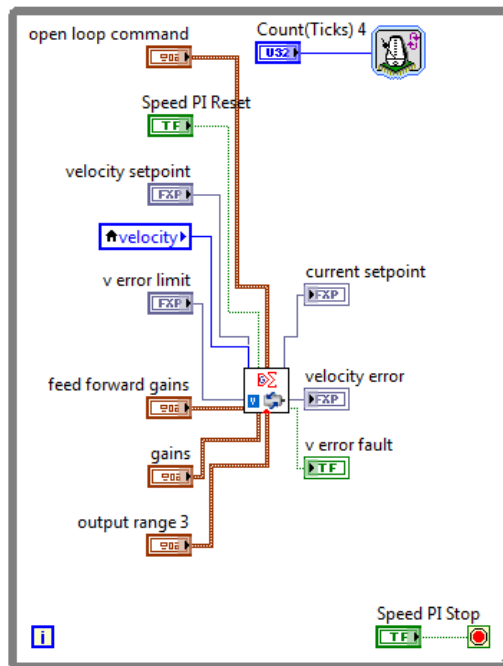 open loop command
Count(Ticks) 4
U32
Speed PI Reset
TF
velocity setpoint
FXP
velocity
v error limit
FXP
current setpoint
FXP
feed forward gains
velocity error
FXP
gains
v error fault
TF
output range 3
i
Speed PI Stop
TF